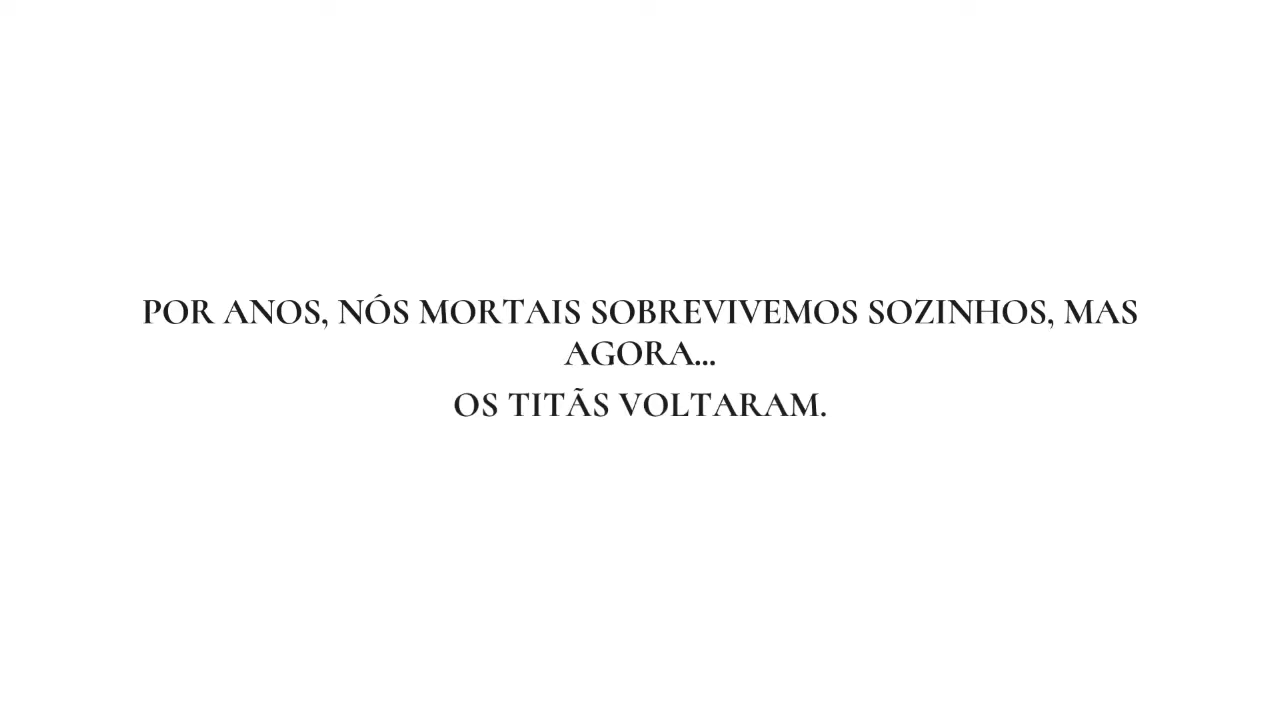 POR ANOS, NÓS MORTAIS SOBREVIVEMOS SOZINHOS, MAS
AGORA...
OS TITÃS VOLTARAM.